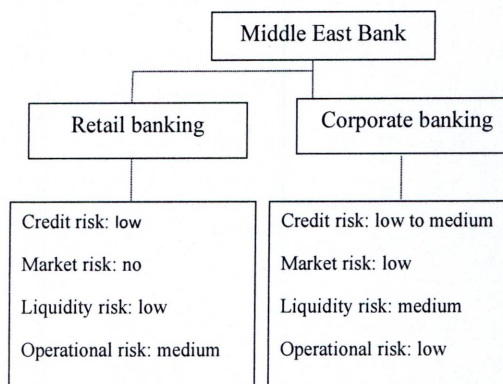 Middle East Bank
Retail banking
Corporate banking
Credit risk: low
Market risk: no
Liquidity risk: low
Operational risk: medium
Credit risk: low to medium
Market risk: low
Liquidity risk: medium
Operational risk: low